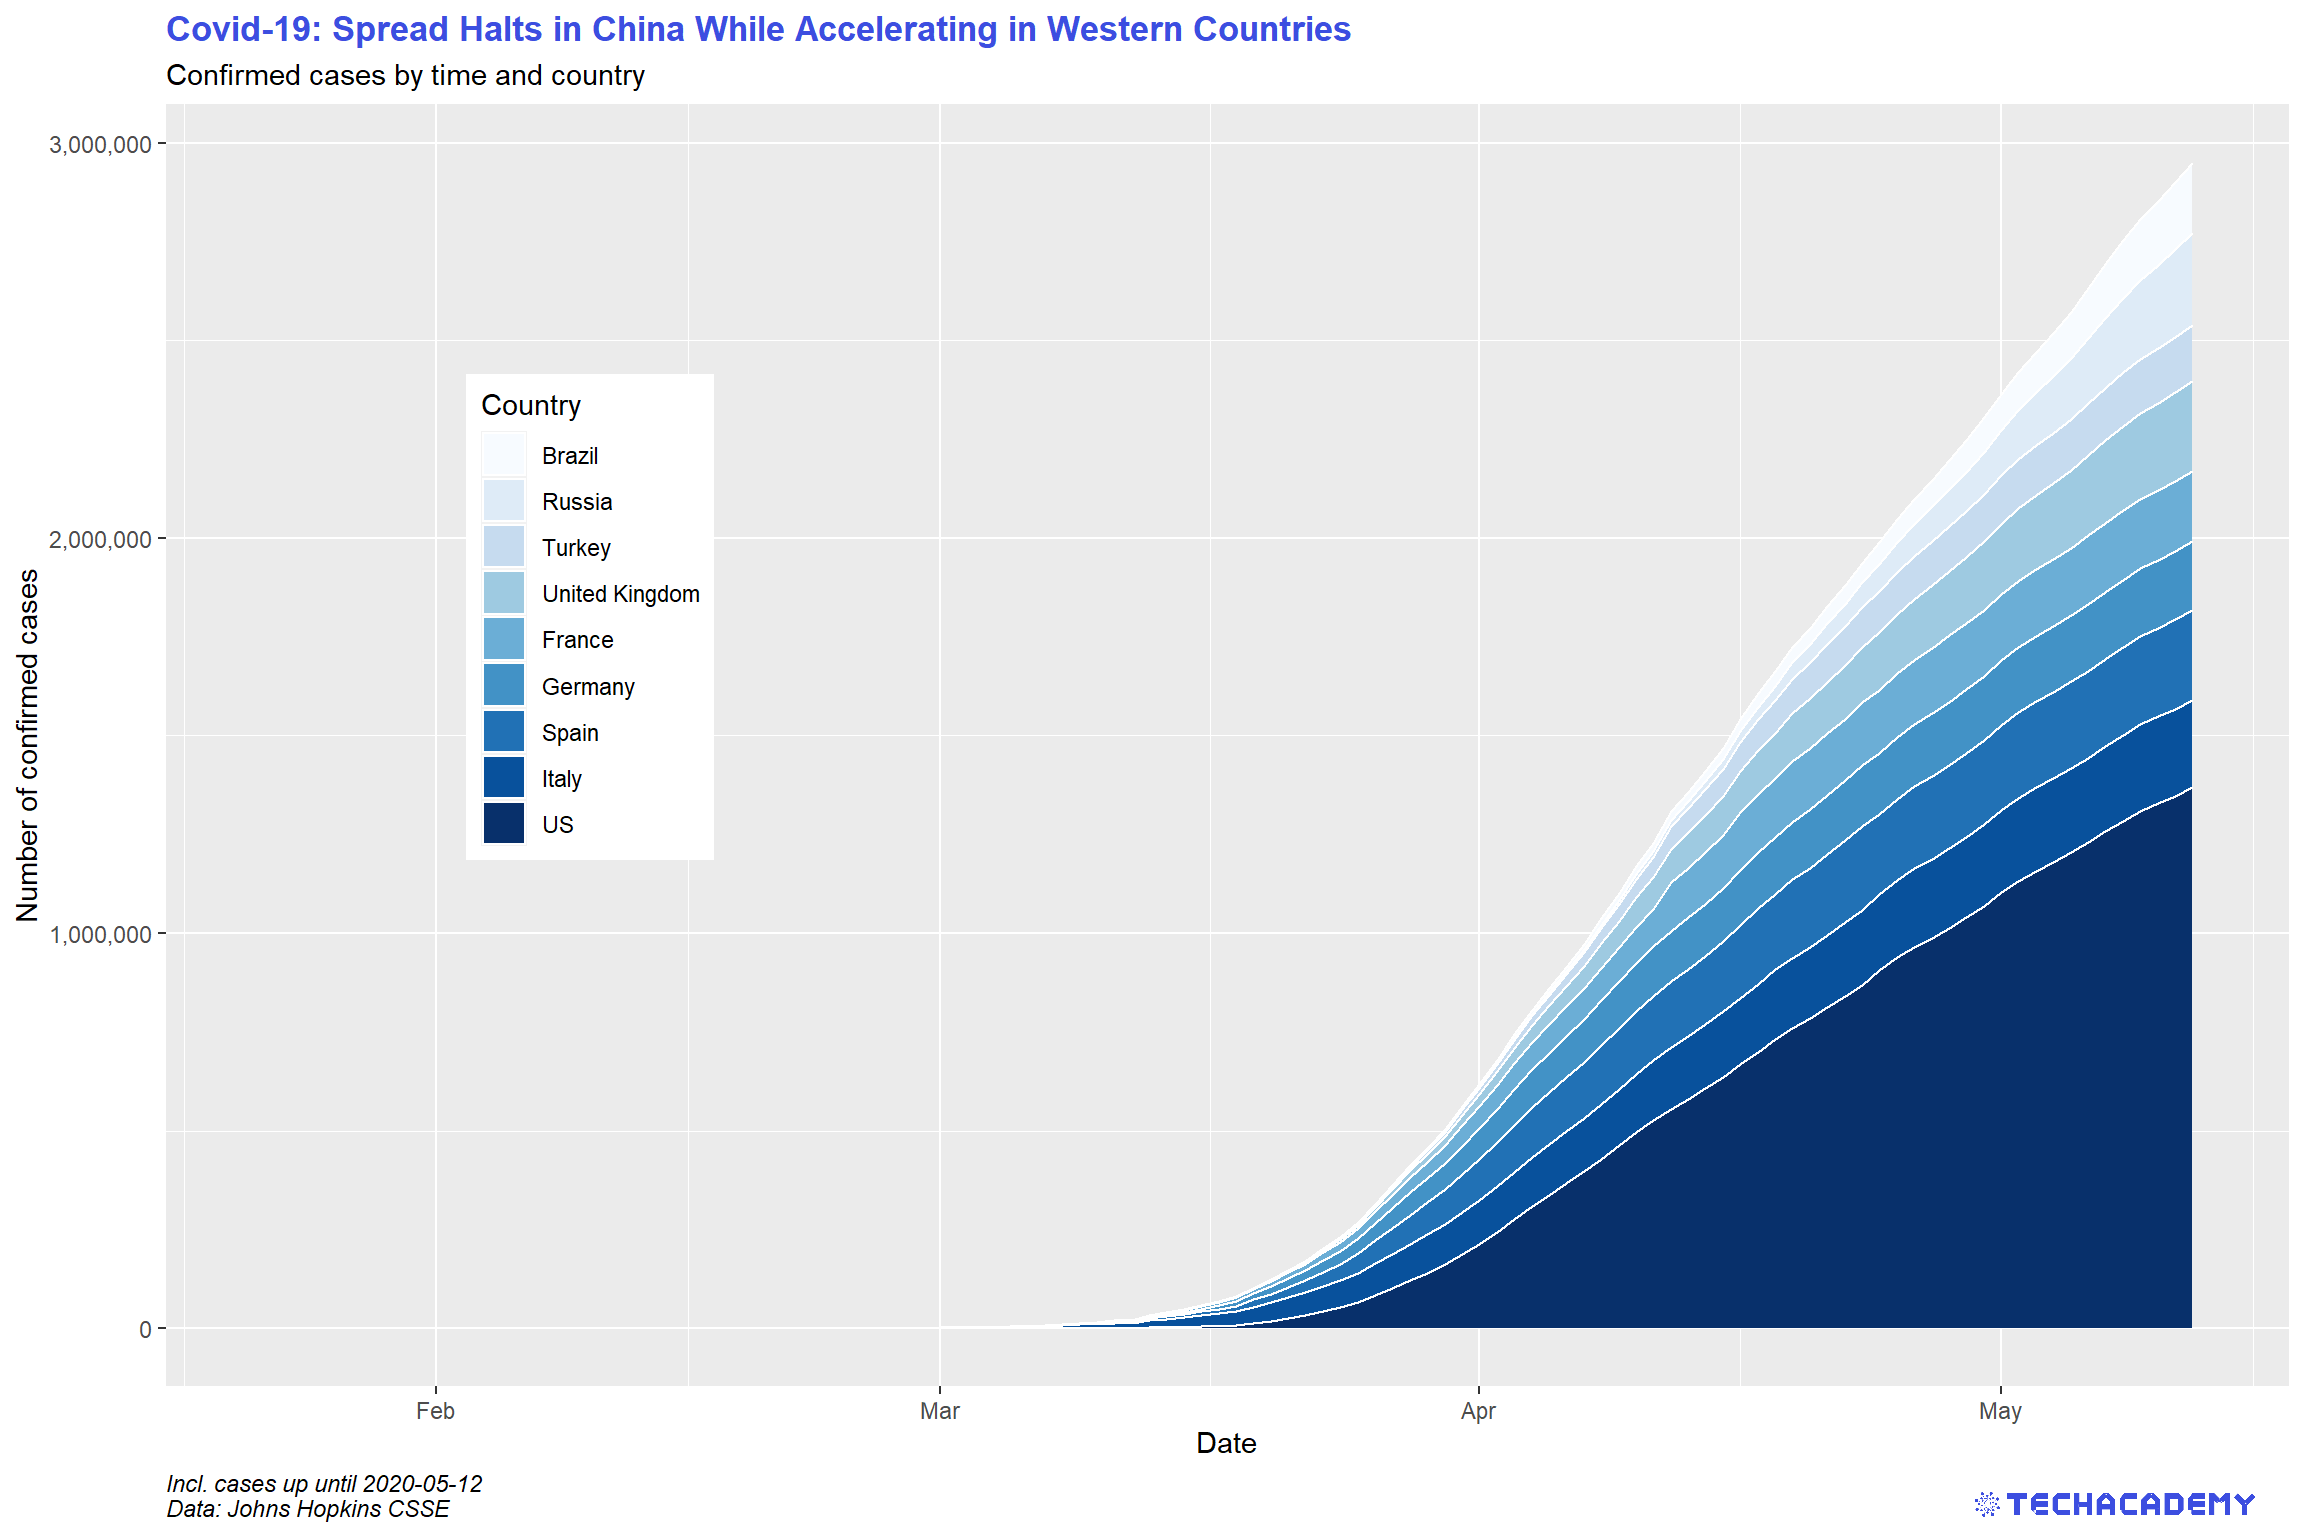 Covid-19: Spread Halts in China While Accelerating in Western Countries
Confirmed cases by time and country
3,000,000
2,000,000
1,000,000
0
Number of confirmed cases
Country
Brazil
Russia
Turkey
United Kingdom
France
Germany
Spain
Italy
US
Feb
Mar
Apr
May
Date
Incl. cases up until 2020-05-12
Data: Johns Hopkins CSSE
TECHACADEMY